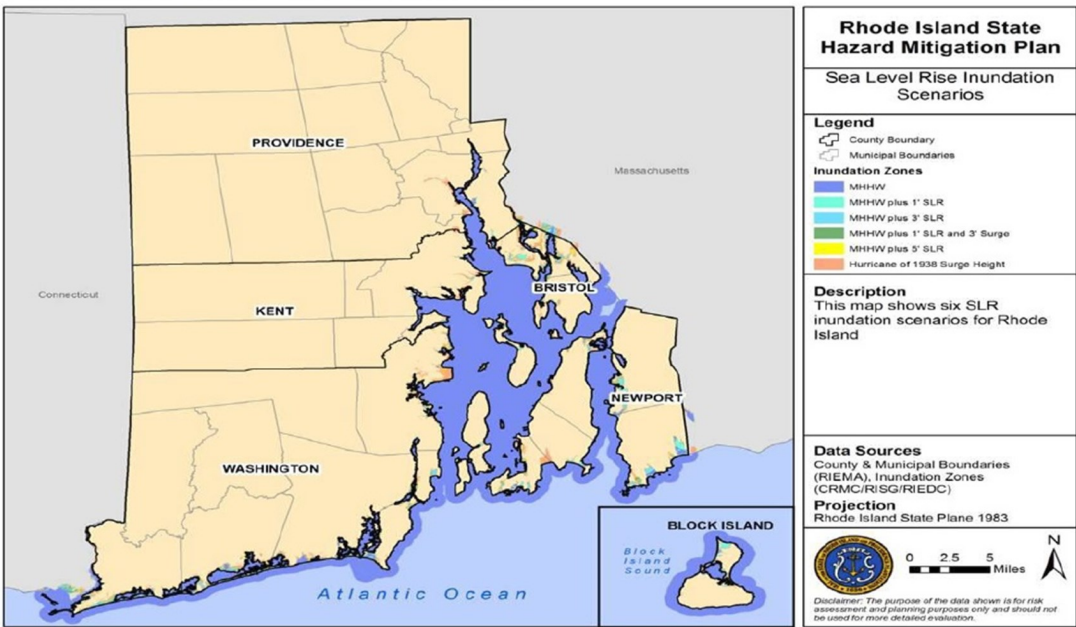 Rhode Island State
Hazard Mitigation Plan
Sea Level Rise Inundation
Scenarios
Legend
County Boundary
Municipal Boundaries
Inundation Zones
MHHW
MHHW plus 1' SLR
MHHW plus 3' SLR
MHHW plus 1' SLR and 3' Surge
MHHW plus 5' SLR
Hurricane of 1938 Surge Height
Description
This map shows six SLR
inundation scenarios for Rhode
Island
Data Sources
County & Municipal Boundaries
(RIEMA), Inundation Zones
(CRMC/RISG/RIEDC)
Projection
Rhode Island State Plane 1983
0 2.5 5
Miles
N
Disclaimer: The purpose of the data shown is for risk
assessment and planning purposes only and should not
be used for more detailed evaluation.
PROVIDENCE
Massachusetts
Connecticut
KENT
BRISTOL
NEWPORT
WASHINGTON
BLOCK ISLAND
Block
Island
Sound
Atlantic Ocean